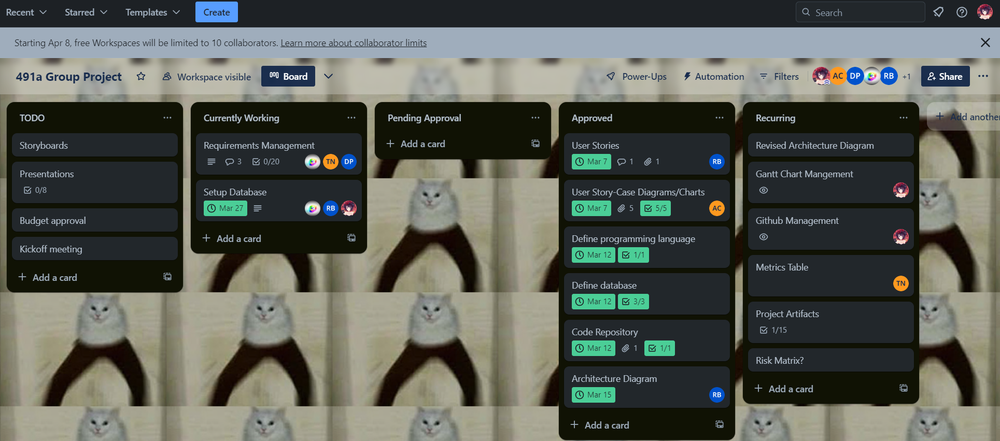 Recent
Starred
Templates
Create
Search
Starting Apr 8, free Workspaces will be limited to 10 collaborators. Learn more about collaborator limits
491a Group Project
Workspace visible
Board
Power-Ups
Automation
Filters
AC
DP
RB
+1
Share
TODO
Storyboards
Presentations
0/8
Budget approval
Kickoff meeting
Add a card
Currently Working
Requirements Management
3
0/20
TN
DP
Setup Database
Mar 27
RB
Add a card
Pending Approval
Add a card
Approved
User Stories
Mar 7
1
1
RB
User Story-Case Diagrams/Charts
Mar 7
5
5/5
AC
Define programming language
Mar 12
1/1
Define database
Mar 12
3/3
Code Repository
Mar 12
1
1/1
Architecture Diagram
Mar 15
RB
Add a card
Recurring
Revised Architecture Diagram
Gantt Chart Mangement
Github Management
Metrics Table
TN
Project Artifacts
1/15
Risk Matrix?
Add a card
Add another